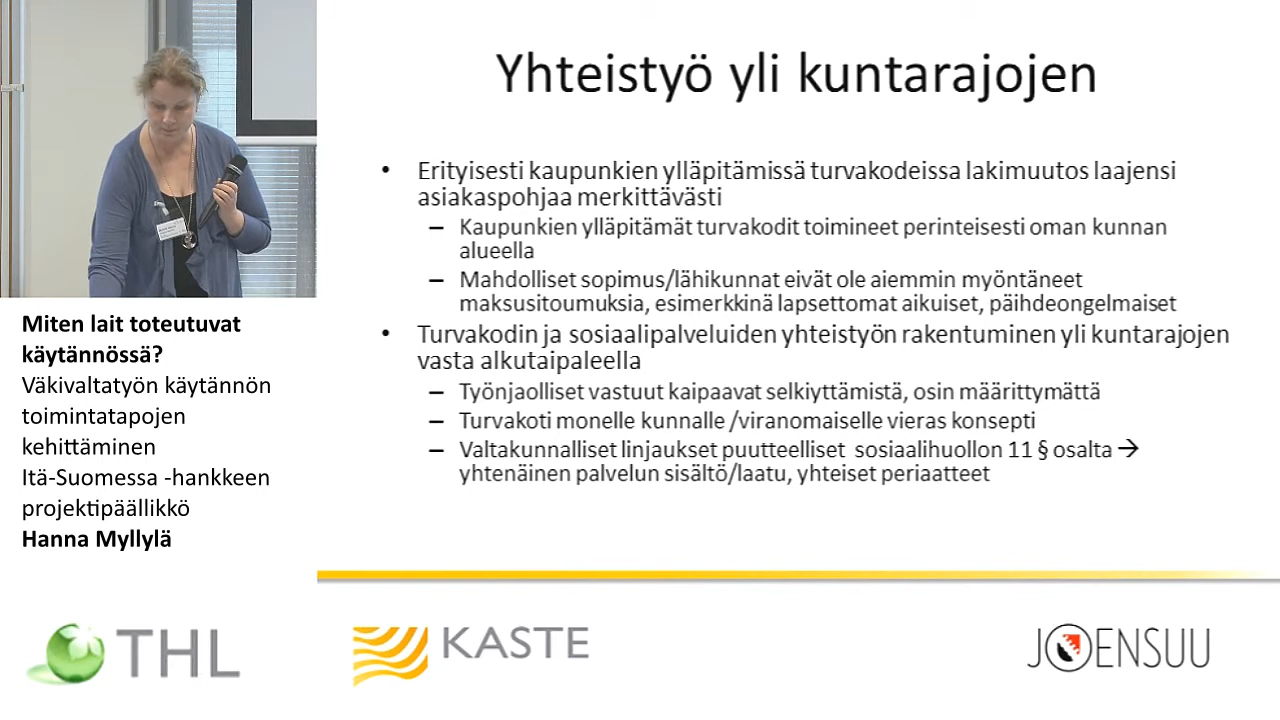 Yhteistyö yli kuntarajojen
• Erityisesti kaupunkien ylläpitämissä turvakodeissa lakimuutos laajensi
asiakaspohjaa merkittävästi
– Kaupunkien ylläpitämät turvakodit toimineet perinteisesti oman kunnan
alueella
– Mahdolliset sopimus/lähikunnat eivät ole aiemmin myöntäneet
maksusitoumuksia, esimerkkinä lapsettomat aikuiset, päihdeongelmaiset
• Turvakodin ja sosiaalipalveluiden yhteistyön rakentuminen yli kuntarajojen
vasta alkutaipaleella
– Työnjaolliset vastuut kaipaavat selkiyttämistä, osin määrittymättä
– Turvakoti monelle kunnalle /viranomaiselle vieras konsepti
– Valtakunnalliset linjaukset puutteelliset sosiaalihuollon 11 § osalta →
yhtenäinen palvelun sisältö/laatu, yhteiset periaatteet
Miten lait toteutuvat
käytännössä?
Väkivaltatyön käytännön
toimintatapojen
kehittäminen
Itä-Suomessa -hankkeen
projektipäällikkö
Hanna Myllylä
THL
KASTE
JOENSUU